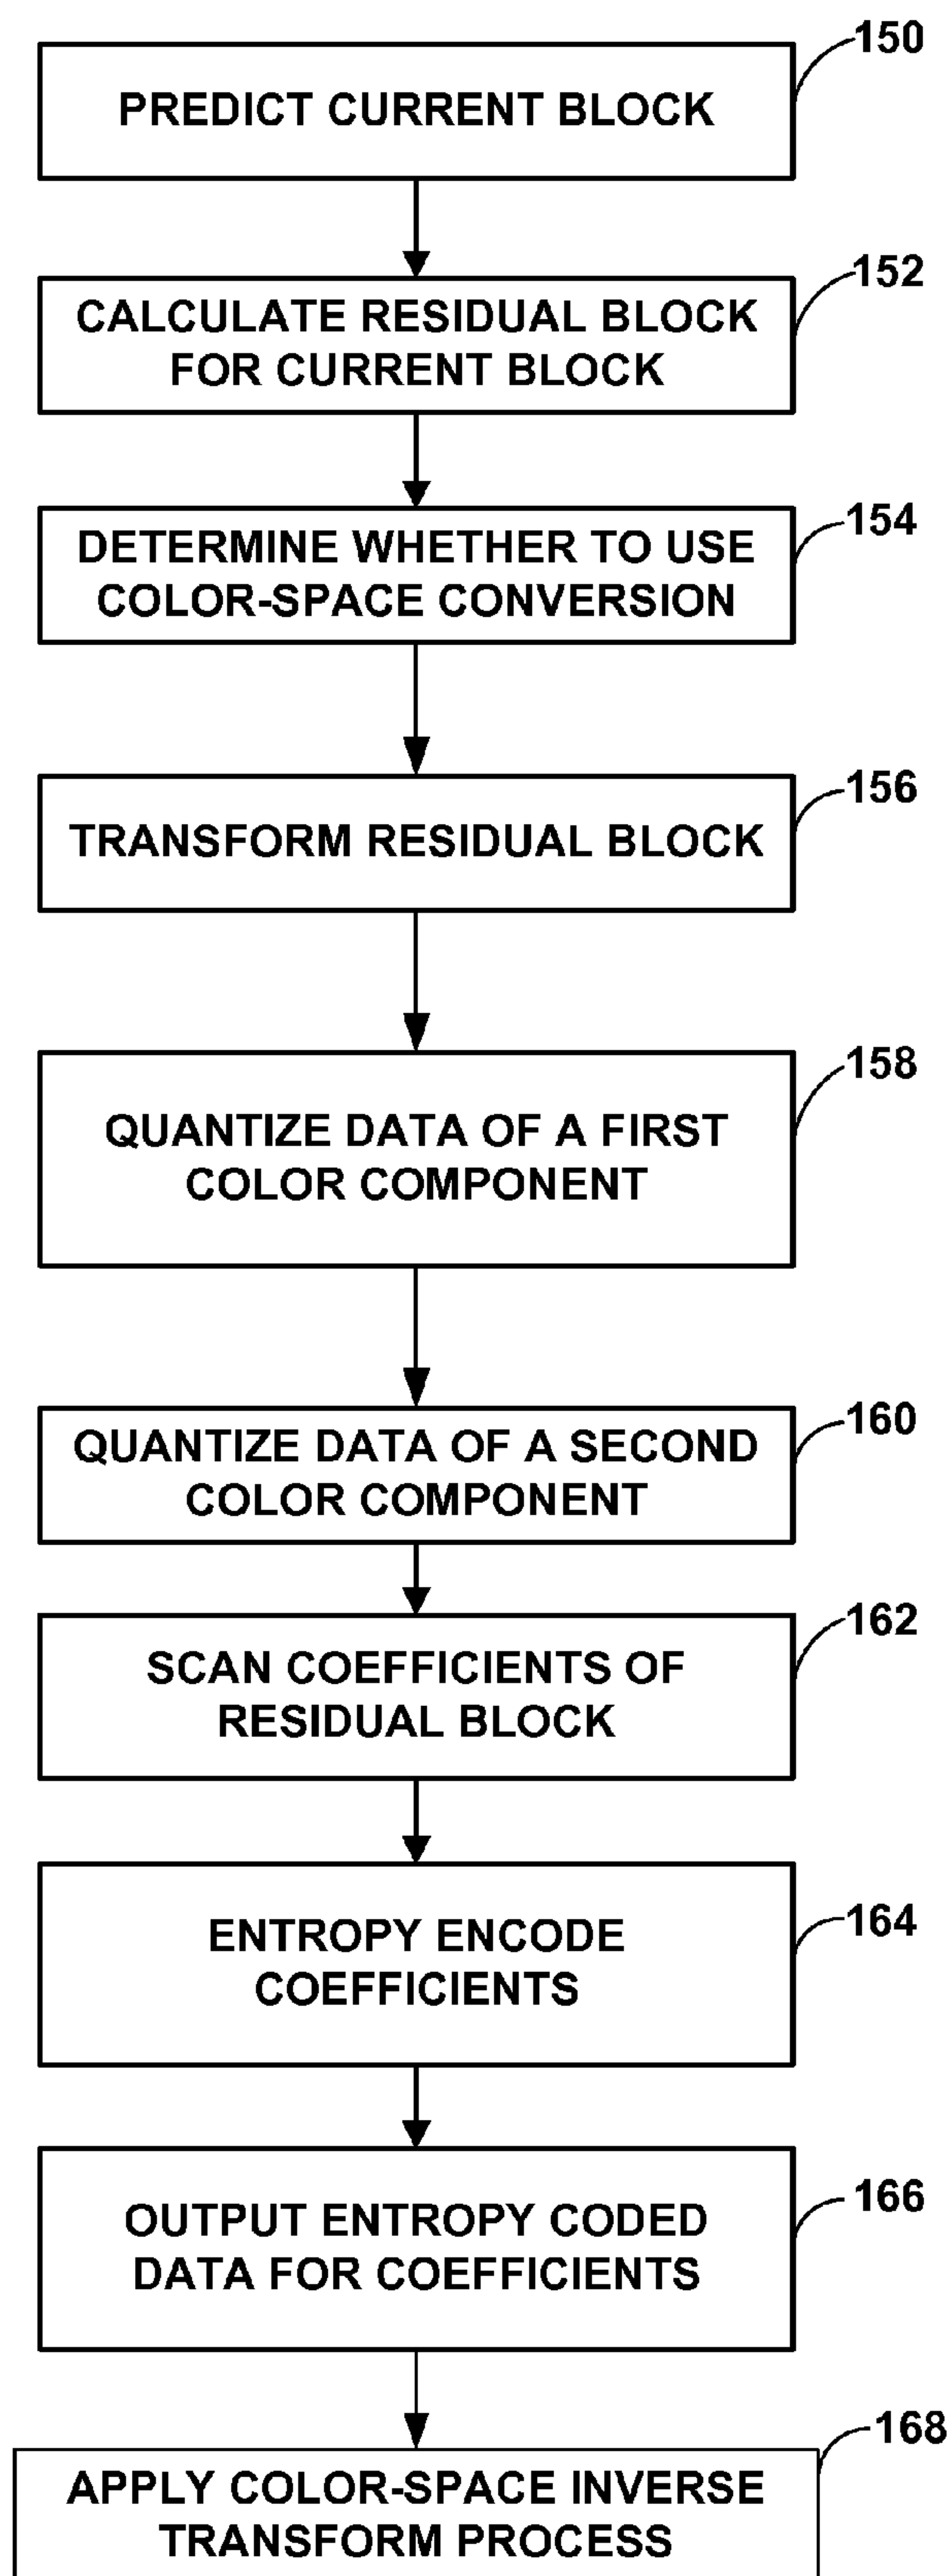 150
PREDICT CURRENT BLOCK
152
CALCULATE RESIDUAL BLOCK
FOR CURRENT BLOCK
154
DETERMINE WHETHER TO USE
COLOR-SPACE CONVERSION
156
TRANSFORM RESIDUAL BLOCK
158
QUANTIZE DATA OF A FIRST
COLOR COMPONENT
160
QUANTIZE DATA OF A SECOND
COLOR COMPONENT
162
SCAN COEFFICIENTS OF
RESIDUAL BLOCK
164
ENTROPY ENCODE
COEFFICIENTS
166
OUTPUT ENTROPY CODED
DATA FOR COEFFICIENTS
168
APPLY COLOR-SPACE INVERSE
TRANSFORM PROCESS